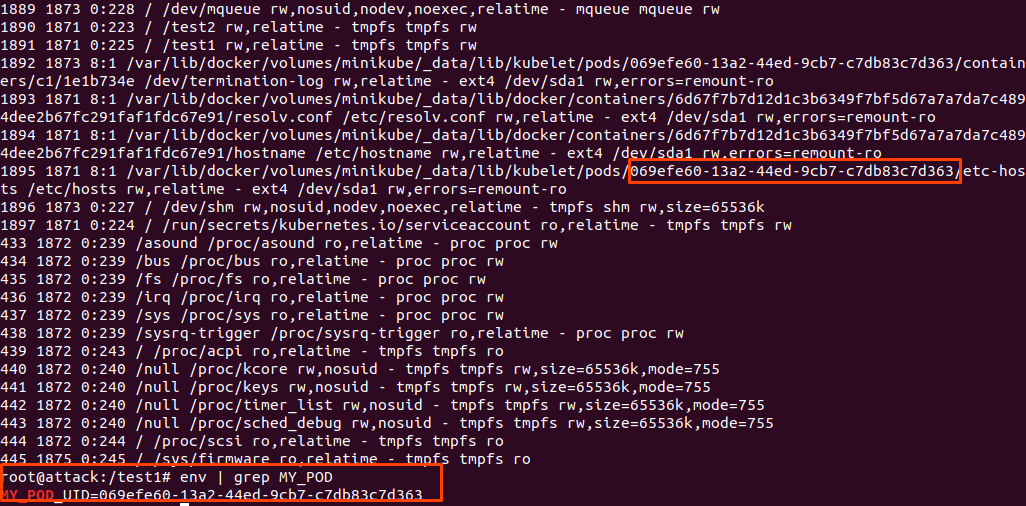 1889 1873 0:228 / /dev/mqueue rw,nosuid,nodev,noexec,relatime - mqueue mqueue rw
1890 1871 0:223 / /test2 rw,relatime - tmpfs tmpfs rw
1891 1871 0:225 / /test1 rw,relatime - tmpfs tmpfs rw
1892 1873 8:1 /var/lib/docker/volumes/minikube/_data/lib/kubelet/pods/069efe60-13a2-44ed-9cb7-c7db83c7d363/contain
ers/c1/1e1b734e /dev/termination-log rw,relatime - ext4 /dev/sda1 rw,errors=remount-ro
1893 1871 8:1 /var/lib/docker/volumes/minikube/_data/lib/docker/containers/6d67f7b7d12d1c3b6349f7bf5d67a7a7da7c489
4dee2b67fc291faf1fdc67e91/resolv.conf /etc/resolv.conf rw,relatime - ext4 /dev/sda1 rw,errors=remount-ro
1894 1871 8:1 /var/lib/docker/volumes/minikube/_data/lib/docker/containers/6d67f7b7d12d1c3b6349f7bf5d67a7a7da7c489
4dee2b67fc291faf1fdc67e91/hostname /etc/hostname rw,relatime - ext4 /dev/sda1 rw,errors=remount-ro
1895 1871 8:1 /var/lib/docker/volumes/minikube/_data/lib/kubelet/pods/069efe60-13a2-44ed-9cb7-c7db83c7d363/etc-hos
ts /etc/hosts rw,relatime - ext4 /dev/sda1 rw,errors=remount-ro
1896 1873 0:227 / /dev/shm rw,nosuid,nodev,noexec,relatime - tmpfs shm rw,size=65536k
1897 1871 0:224 / /run/secrets/kubernetes.io/serviceaccount ro,relatime - tmpfs tmpfs rw
433 1872 0:239 /asound /proc/asound ro,relatime - proc proc rw
434 1872 0:239 /bus /proc/bus ro,relatime - proc proc rw
435 1872 0:239 /fs /proc/fs ro,relatime - proc proc rw
436 1872 0:239 /irq /proc/irq ro,relatime - proc proc rw
437 1872 0:239 /sys /proc/sys ro,relatime - proc proc rw
438 1872 0:239 /sysrq-trigger /proc/sysrq-trigger ro,relatime - proc proc rw
439 1872 0:243 / /proc/acpi ro,relatime - tmpfs tmpfs ro
440 1872 0:240 /null /proc/kcore rw,nosuid - tmpfs tmpfs rw,size=65536k,mode=755
441 1872 0:240 /null /proc/keys rw,nosuid - tmpfs tmpfs rw,size=65536k,mode=755
442 1872 0:240 /null /proc/timer_list rw,nosuid - tmpfs tmpfs rw,size=65536k,mode=755
443 1872 0:240 /null /proc/sched_debug rw,nosuid - tmpfs tmpfs rw,size=65536k,mode=755
444 1872 0:244 / /proc/scsi ro,relatime - tmpfs tmpfs ro
445 1875 0:245 / /sys/firmware ro,relatime - tmpfs tmpfs ro
root@attack:/test1# env | grep MY_POD
MY_POD_UID=069efe60-13a2-44ed-9cb7-c7db83c7d363